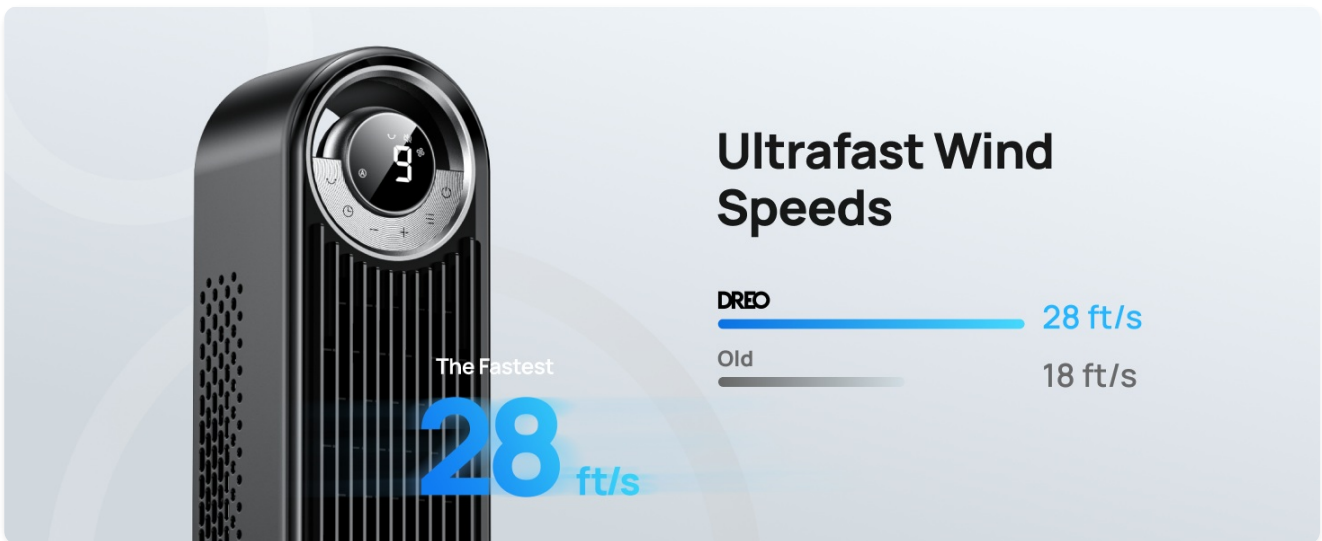 9
The Fastest
28 ft/s
Ultrafast Wind
Speeds
DREO
28 ft/s
Old
18 ft/s